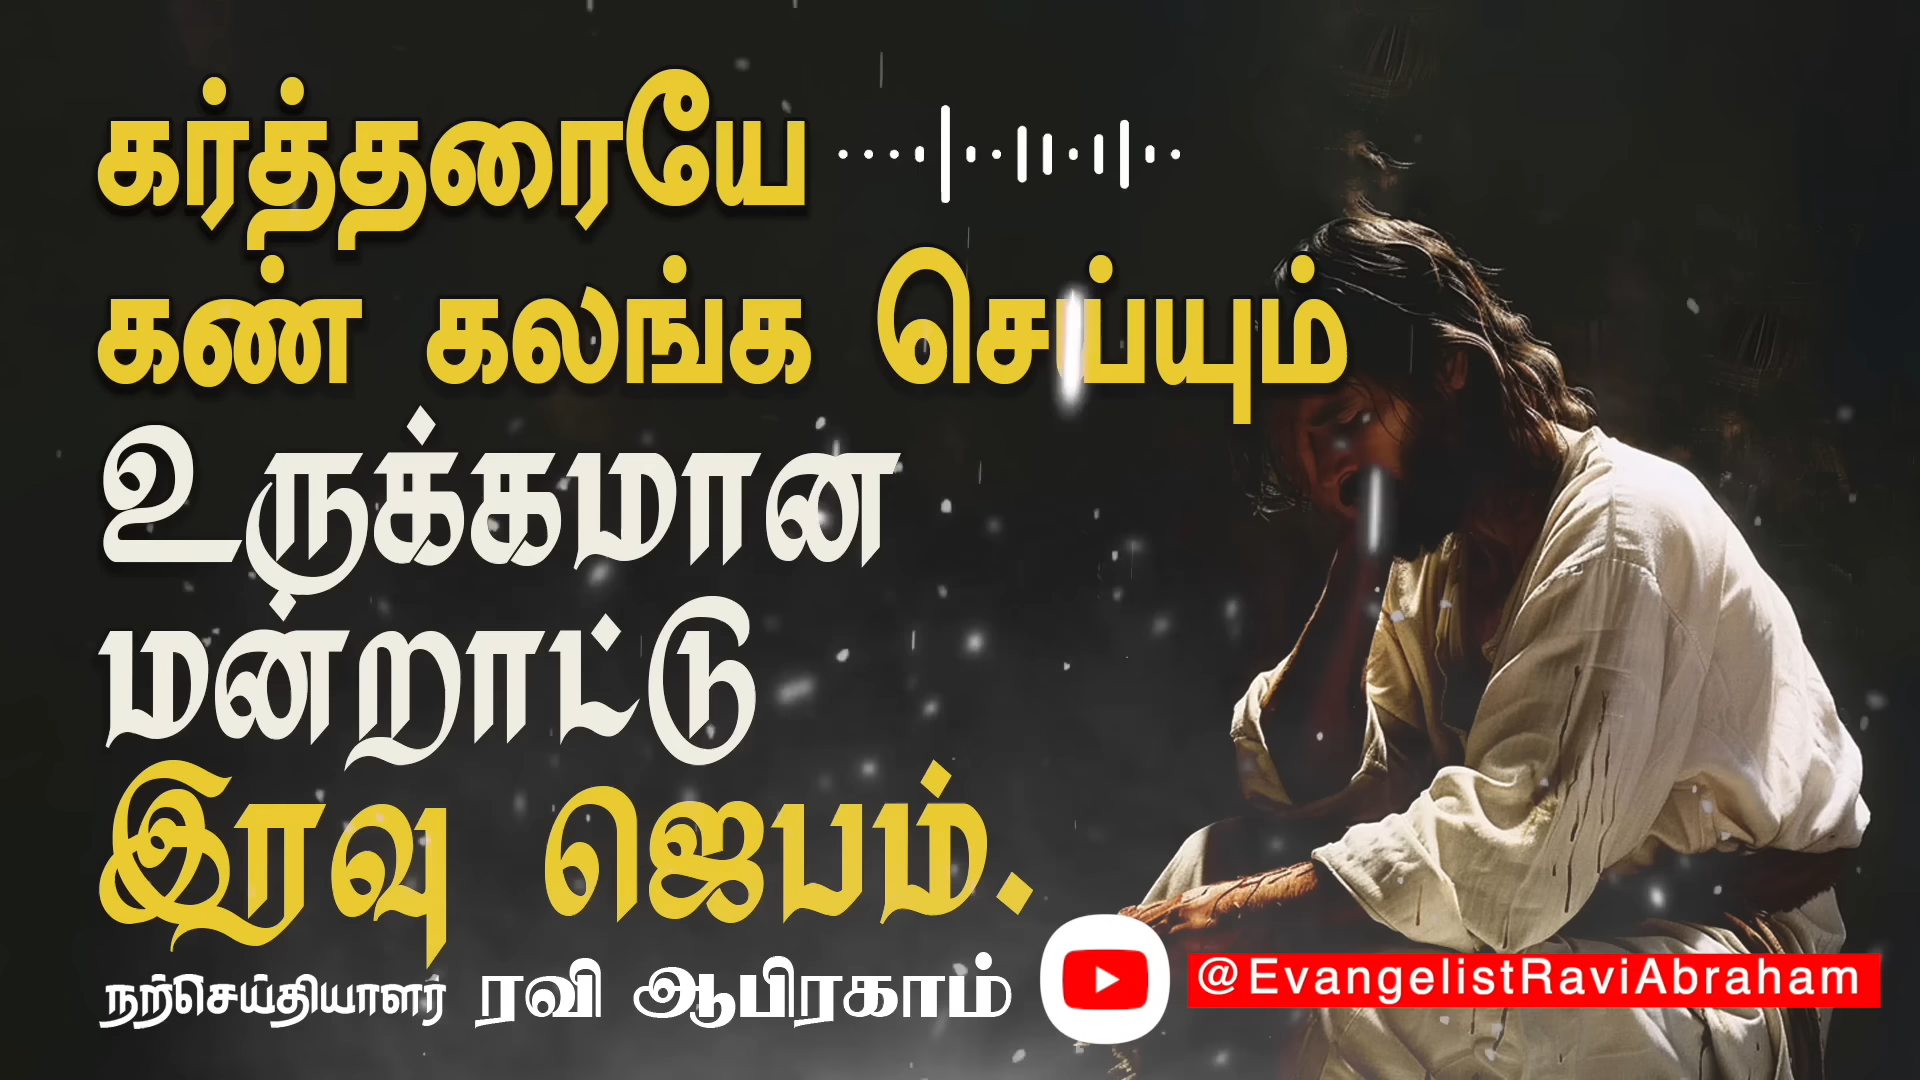 கர்த்தரையே
கண் கலங்க செய்யும்
உருக்கமான
மன்றாட்டு
இரவு ஜெபம்.
நற்செய்தியாளர் ரவி ஆபிரகாம்
@EvangelistRaviAbraham